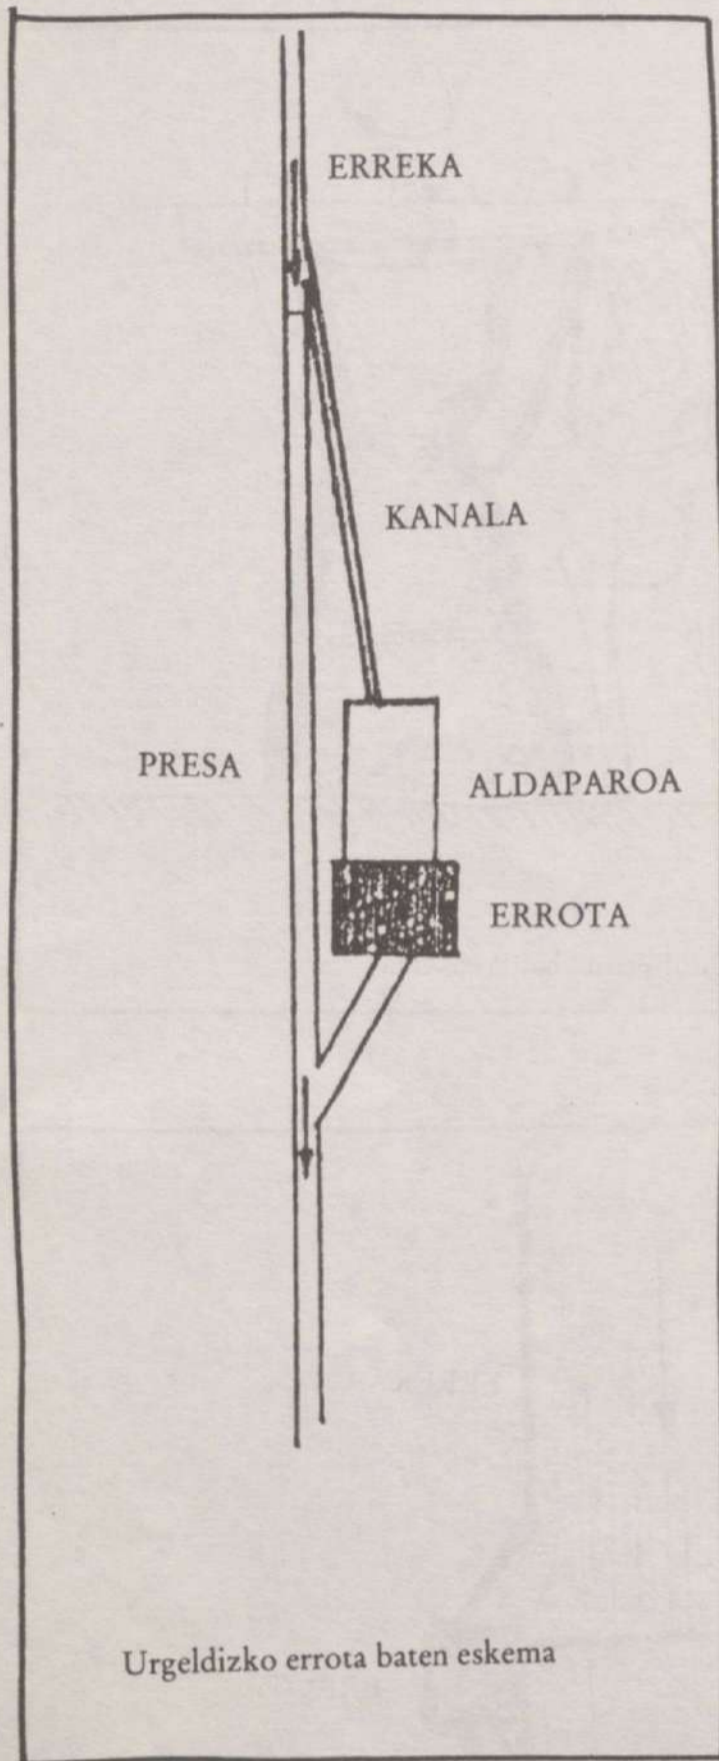 ERREKA
KANALA
PRESA
ALDAPAROA
ERROTA
Urgeldizko errota baten eskema